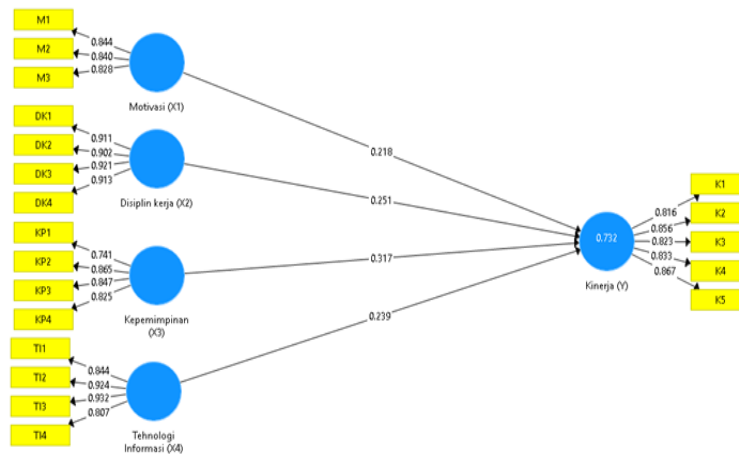 M1
0.844
M2
0.840
M3
0.828
Motivasi (X1)
DK1
0.911
DK2
0.902
DK3
0.921
DK4
0.913
Disiplin kerja (X2)
KP1
0.741
KP2
0.865
KP3
0.847
KP4
0.825
Kepemimpinan
(X3)
TI1
0.844
TI2
0.924
TI3
0.932
TI4
0.807
Tehnologi
Informasi (X4)
0.218
0.251
0.317
0.239
0.732
Kinerja (Y)
0.816
K1
0.856
K2
0.823
K3
0.833
K4
0.867
K5